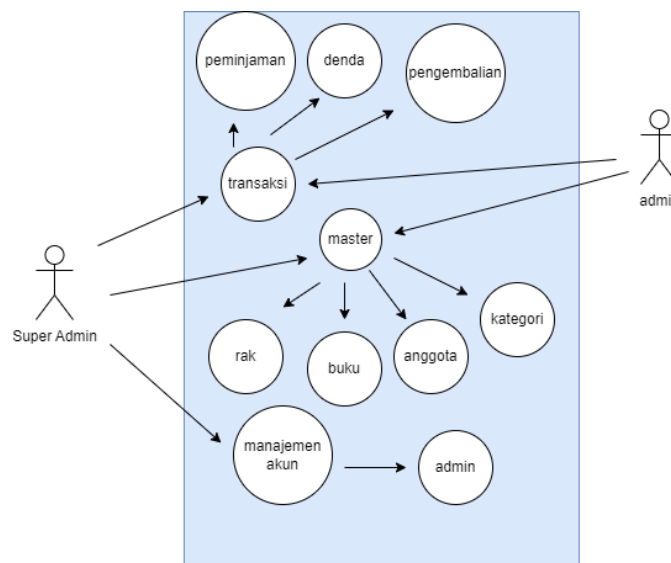 peminjaman
denda
pengembalian
transaksi
admin
master
Super Admin
kategori
rak
buku
anggota
manajemen
akun
admin